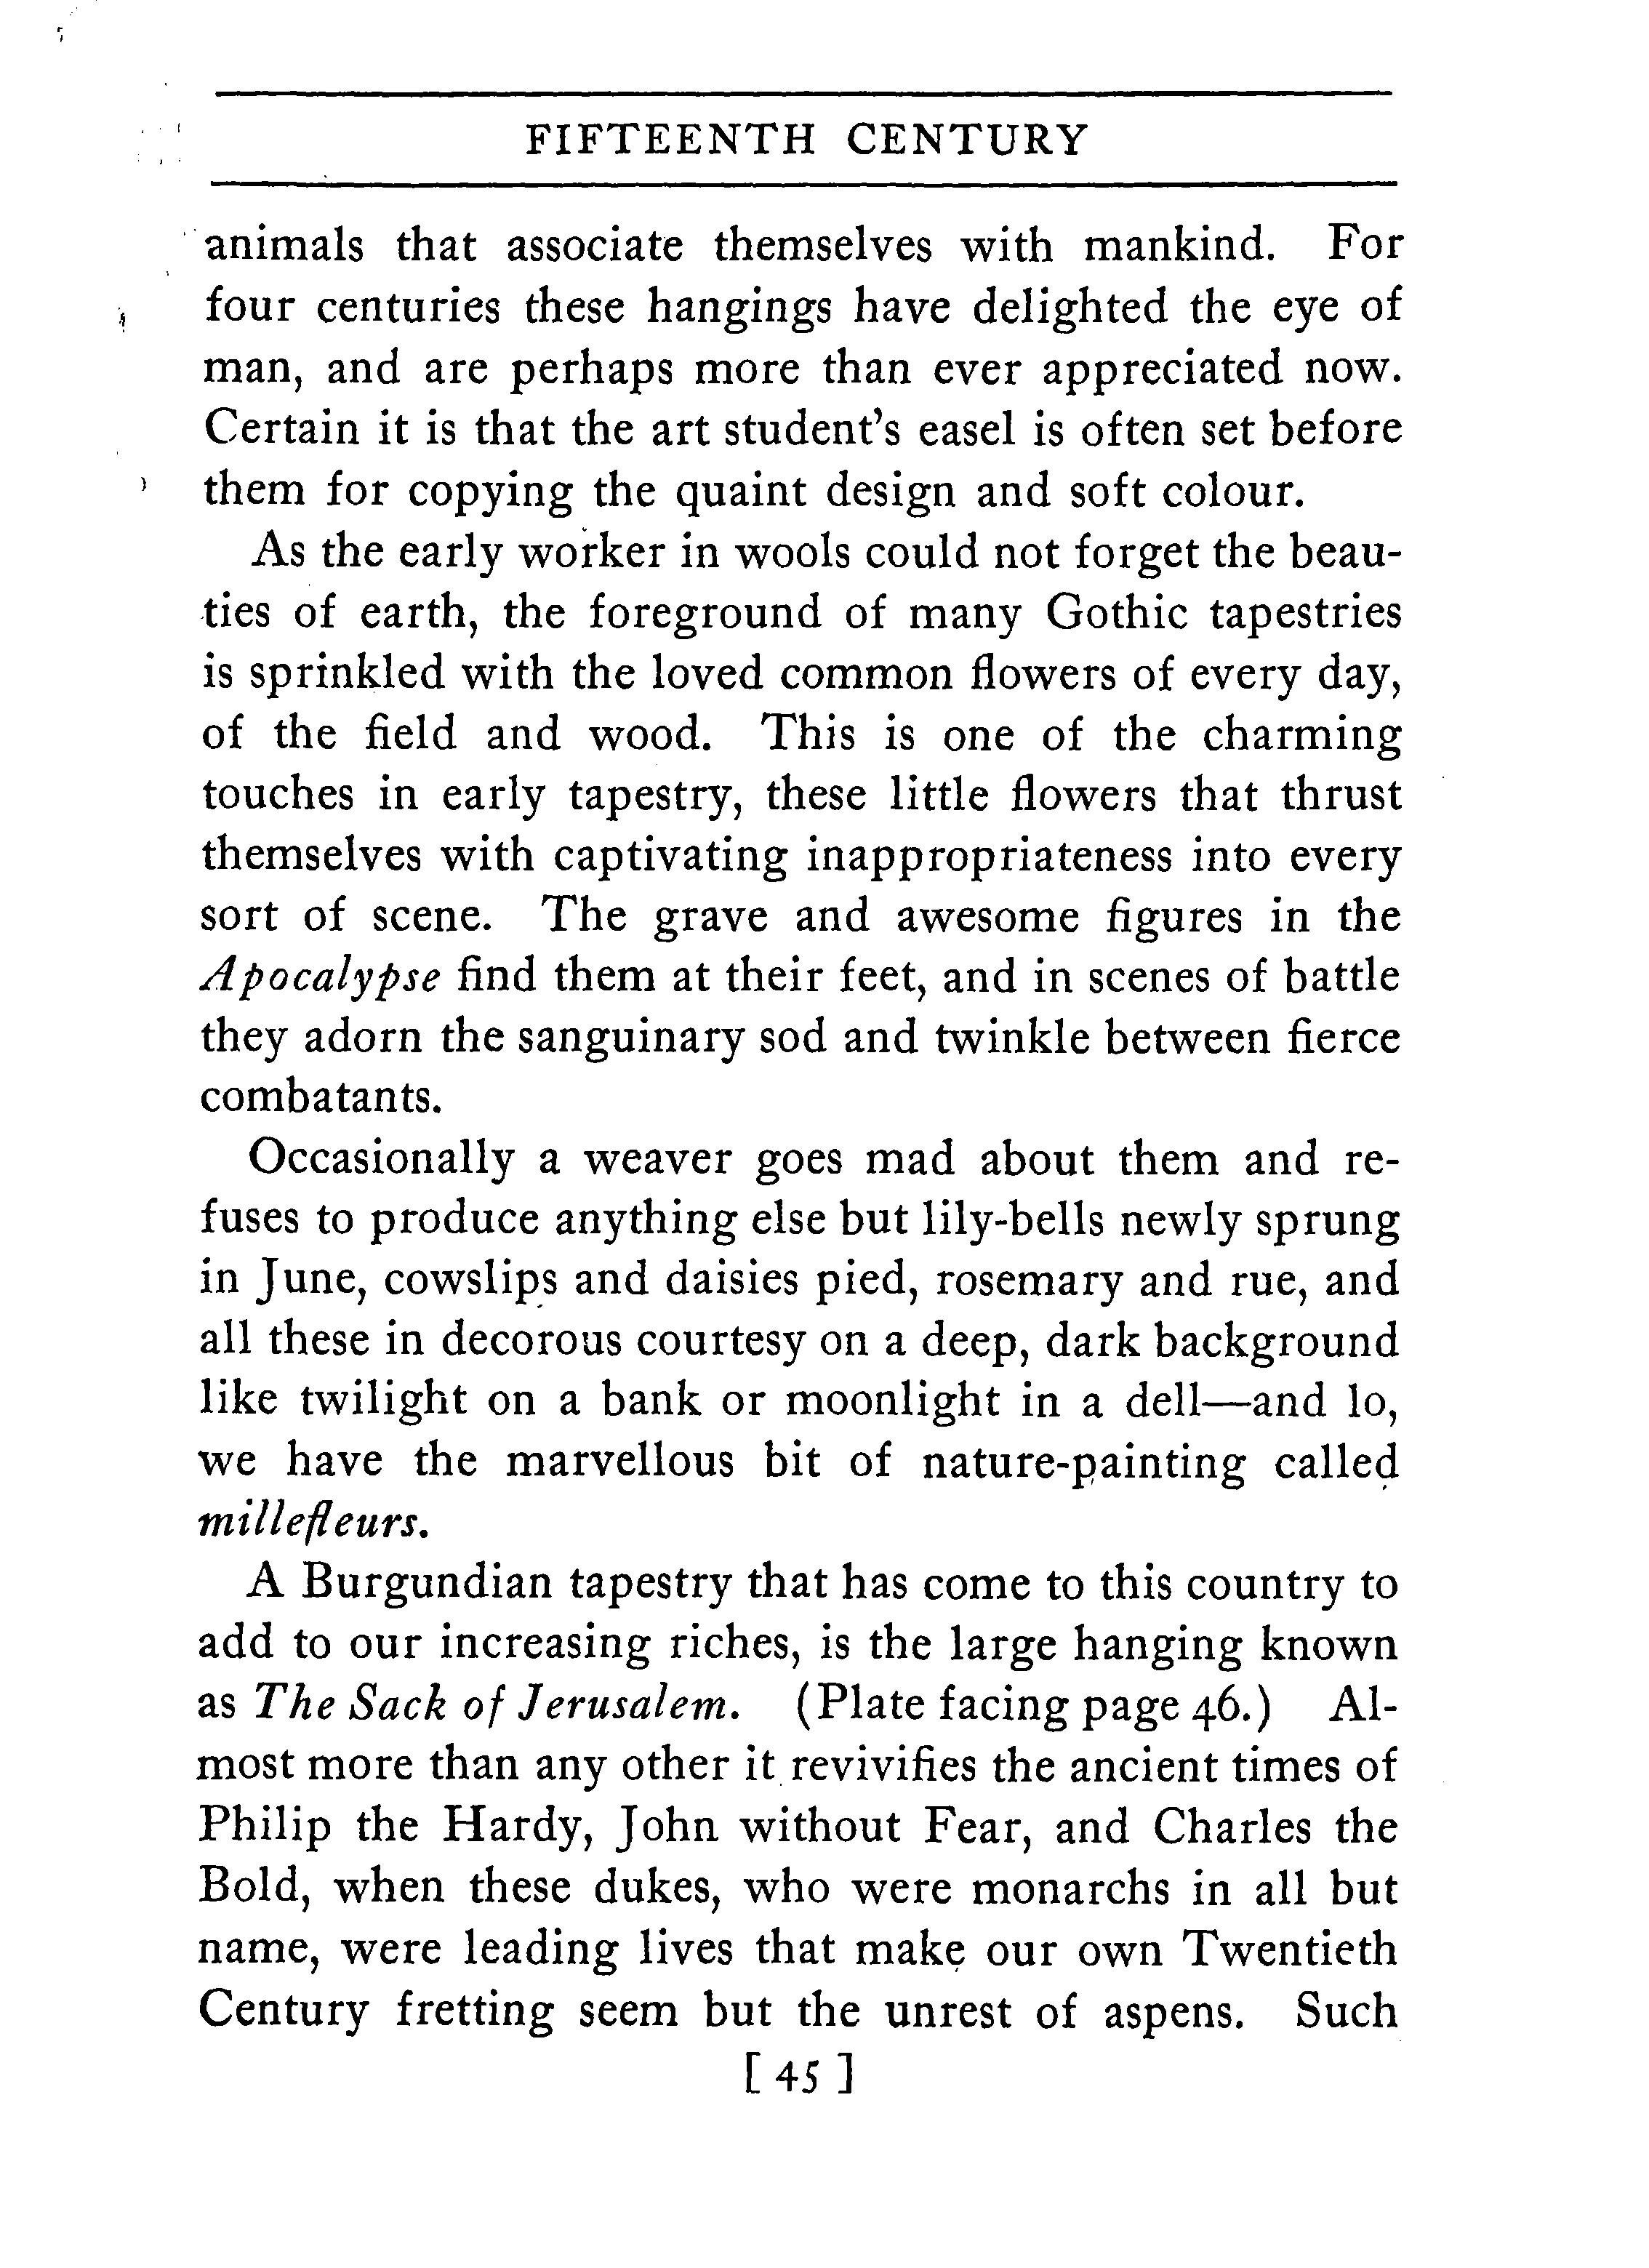 FIFTEENTH CENTURY
animals that associate themselves with mankind. For
four centuries these hangings have delighted the eye of
man, and are perhaps more than ever appreciated now.
Certain it is that the art student's easel is often set before
them for copying the quaint design and soft colour.
As the early worker in wools could not forget the beau-
ties of earth, the foreground of many Gothic tapestries
is sprinkled with the loved common flowers of every day,
of the field and wood. This is one of the charming
touches in early tapestry, these little flowers that thrust
themselves with captivating inappropriateness into every
sort of scene. The grave and awesome figures in the
Apocalypse find them at their feet, and in scenes of battle
they adorn the sanguinary sod and twinkle between fierce
combatants.
Occasionally a weaver goes mad about them and re-
fuses to produce anything else but lily-bells newly sprung
in June, cowslips and daisies pied, rosemary and rue, and
all these in decorous courtesy on a deep, dark background
like twilight on a bank or moonlight in a dell—and lo,
we have the marvellous bit of nature-painting called
millefleurs.
A Burgundian tapestry that has come to this country to
add to our increasing riches, is the large hanging known
as The Sack of Jerusalem. (Plate facing page 46.) Al-
most more than any other it revivifies the ancient times of
Philip the Hardy, John without Fear, and Charles the
Bold, when these dukes, who were monarchs in all but
name, were leading lives that make our own Twentieth
Century fretting seem but the unrest of aspens. Such
[ 45 ]